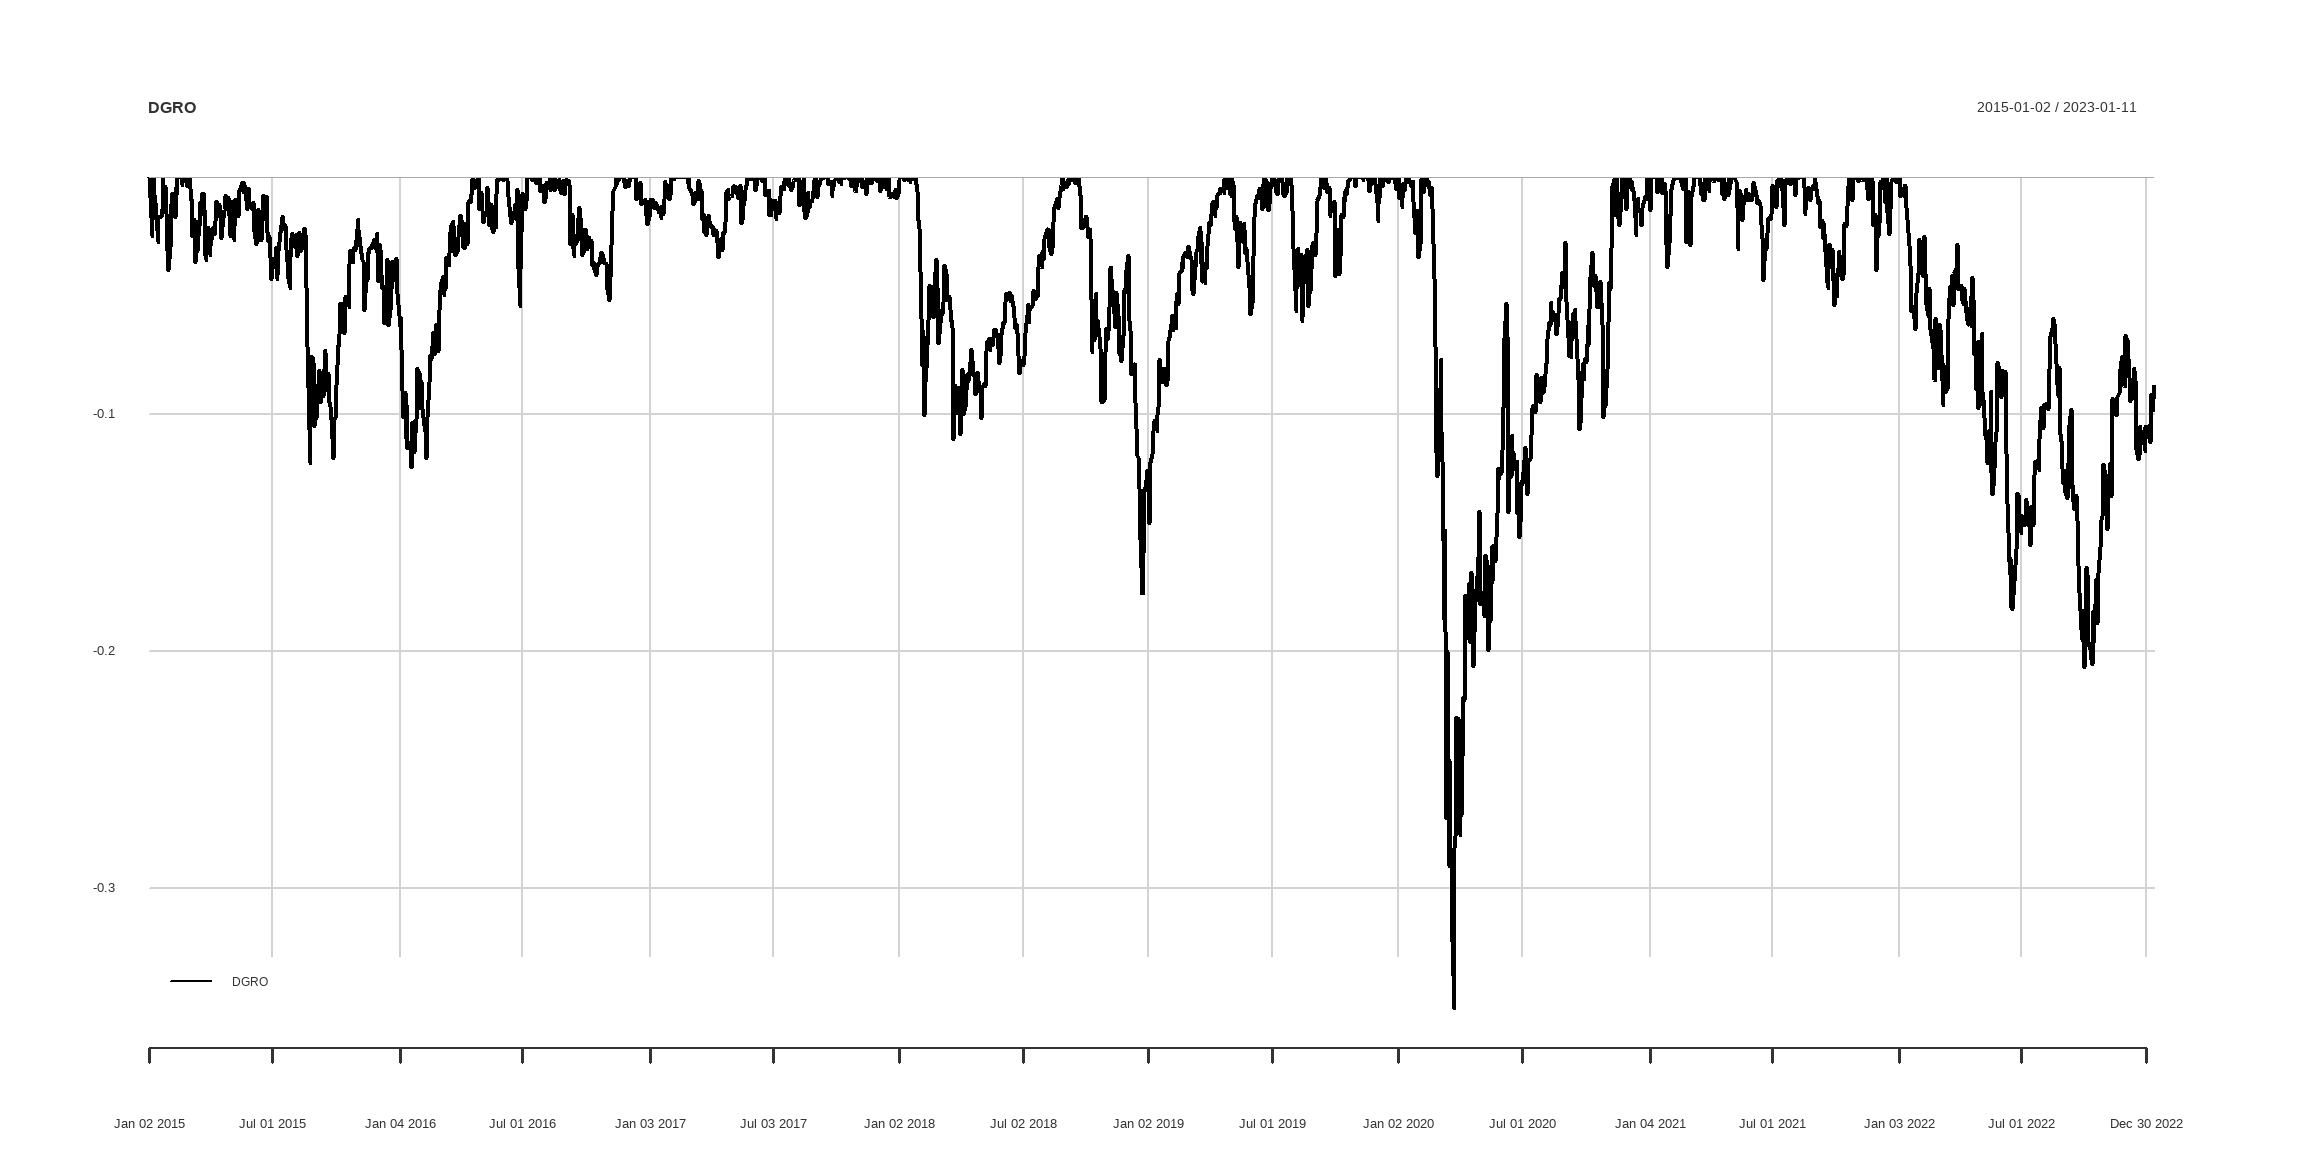 DGRO
2015-01-02 / 2023-01-11
-0.1
-0.2
-0.3
DGRO
Jan 02 2015
Jul 01 2015
Jan 04 2016
Jul 01 2016
Jan 03 2017
Jul 03 2017
Jan 02 2018
Jul 02 2018
Jan 02 2019
Jul 01 2019
Jan 02 2020
Jul 01 2020
Jan 04 2021
Jul 01 2021
Jan 03 2022
Jul 01 2022
Dec 30 2022